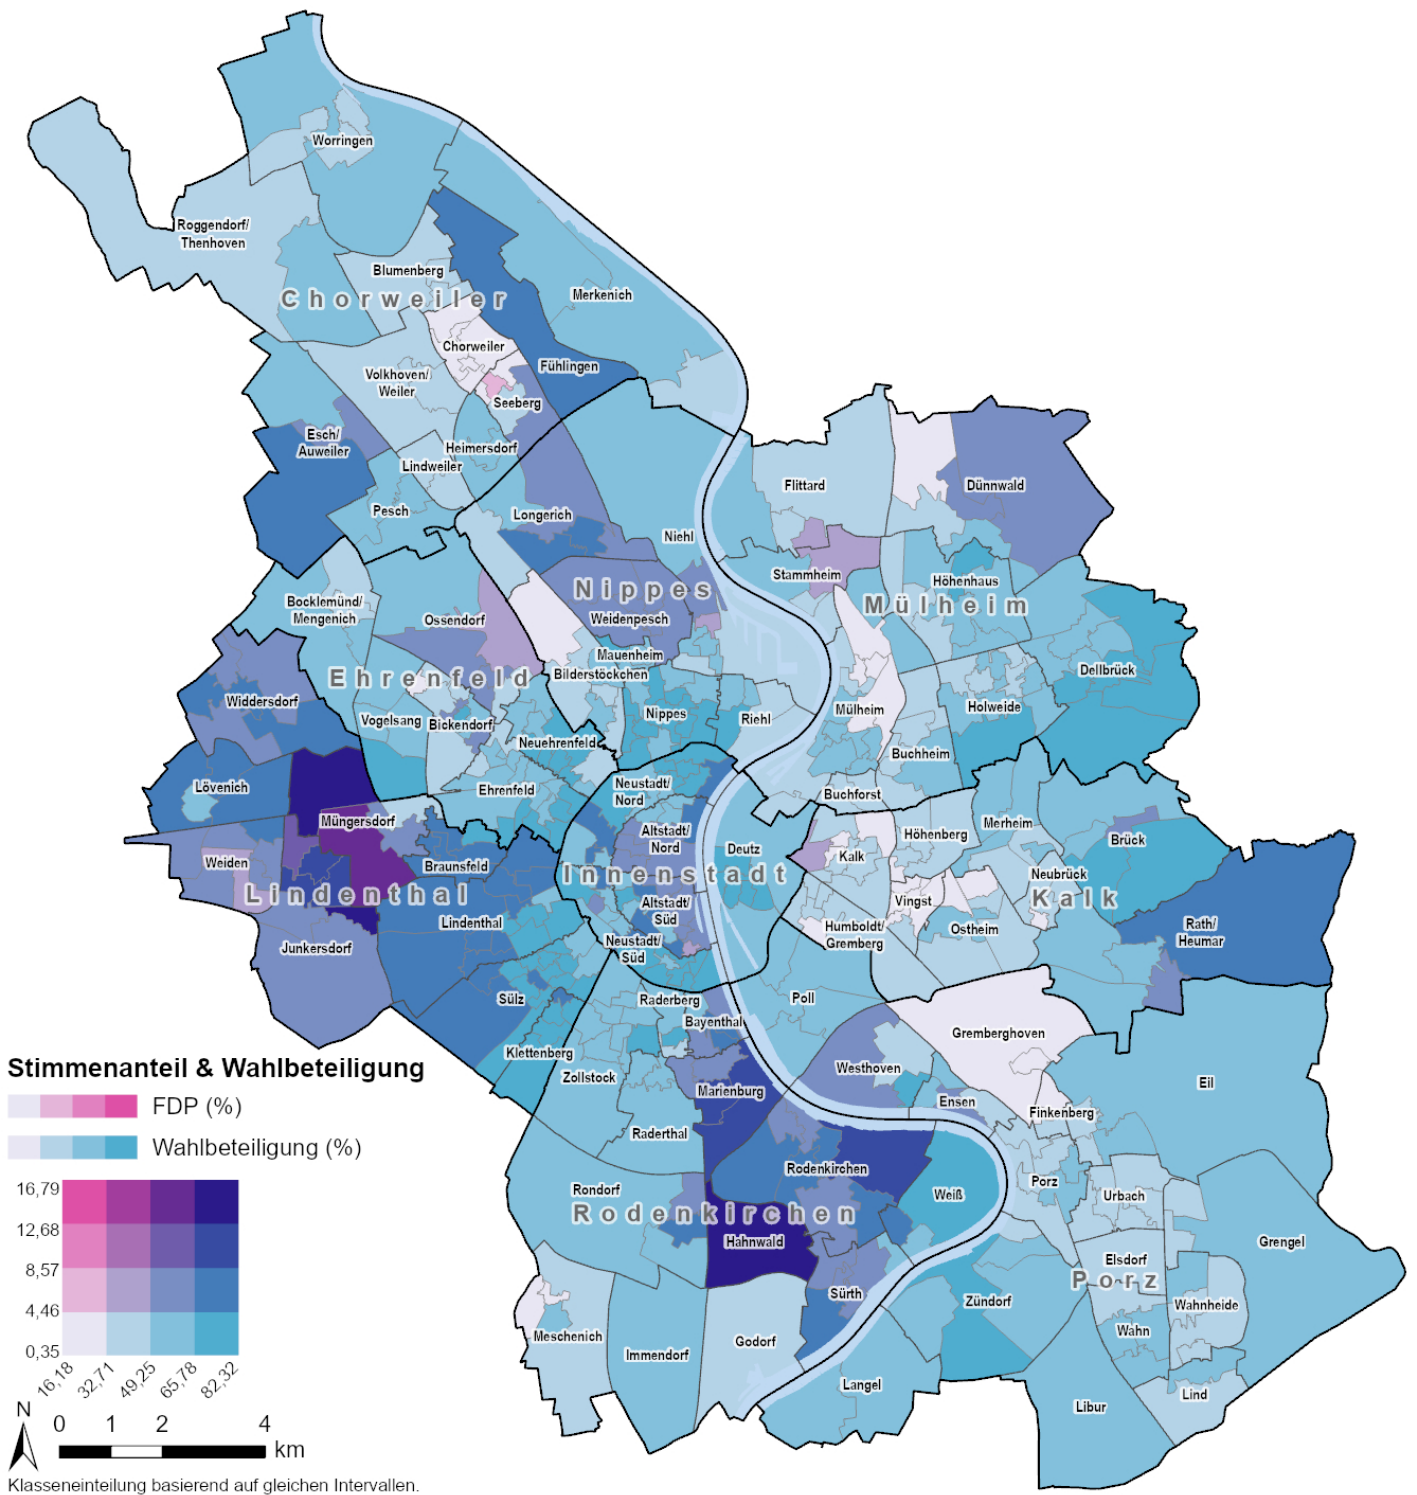 Worringen
Roggendorf/
Thenhoven
Blumenberg
Chorweiler
Merkenich
Chorweiler
Fühlingen
Volkhoven/
Weiler
Seeberg
Esch/
Auweiler
Heimersdorf
Lindweiler
Pesch
Longerich
Niehl
Flittard
Dünnwald
Stammheim
Höhenhaus
Mülheim
Nippes
Weidenpesch
Bocklemünd/
Mengenich
Ossendorf
Mauenheim
Bilderstöckchen
Ehrenfeld
Dellbrück
Widdersdorf
Vogelsang
Bickendorf
Nippes
Riehl
Mülheim
Holweide
Neuehrenfeld
Buchheim
Lövenich
Ehrenfeld
Neustadt/
Nord
Buchforst
Müngersdorf
Altstadt/
Nord
Deutz
Kalk
Höhenberg
Merheim
Brück
Weiden
Braunsfeld
Innenstadt
Neubrück
Lindenthal
Kalk
Vingst
Lindenthal
Altstadt/
Süd
Humboldt/
Gremberg
Ostheim
Rath/
Heumar
Junkersdorf
Neustadt/
Süd
Sülz
Raderberg
Poll
Bayenthal
Gremberghoven
Klettenberg
Zollstock
Westhoven
Eil
Marienburg
Ensen
Finkenberg
Raderthal
Rodenkirchen
Rondorf
Weiß
Porz
Urbach
Rodenkirchen
Hahnwald
Grengel
Elsdorf
Porz
Sürth
Zündorf
Wahnheide
Wahn
Meschenich
Immendorf
Godorf
Langel
Libur
Lind
Stimmenanteil & Wahlbeteiligung
FDP (%)
Wahlbeteiligung (%)
16,79
12,68
8,57
4,46
0,35
16,18
32,71
49,25
65,78
82,32
N
0 1 2 4
km
Klasseneinteilung basierend auf gleichen Intervallen.